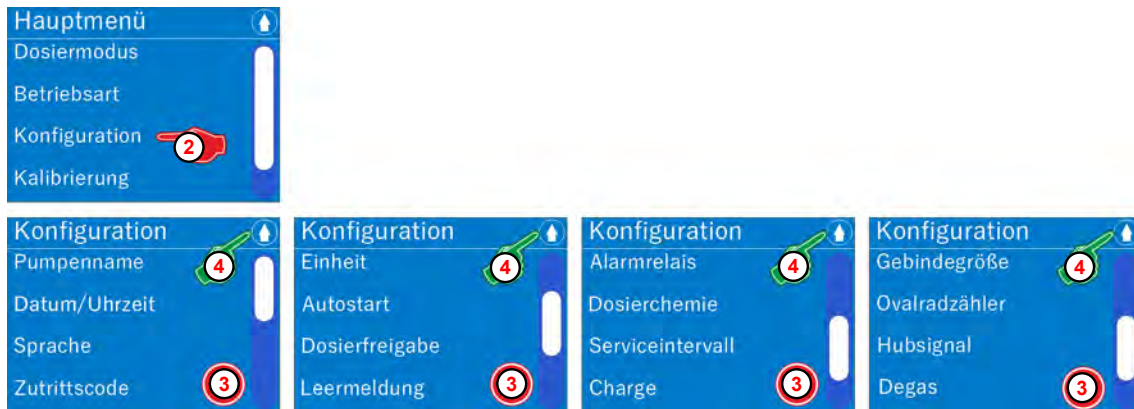 Hauptmenü
Dosiermodus
Betriebsart
Konfiguration
2
Kalibrierung
Konfiguration
Pumpenname
4
Datum/Uhrzeit
Sprache
Zutrittscode
3
Konfiguration
Einheit
4
Autostart
Dosierfreigabe
Leermeldung
3
Konfiguration
Alarmrelais
4
Dosierchemie
Serviceintervall
Charge
3
Konfiguration
Gebindegröße
4
Ovalradzähler
Hubsignal
Degas
3